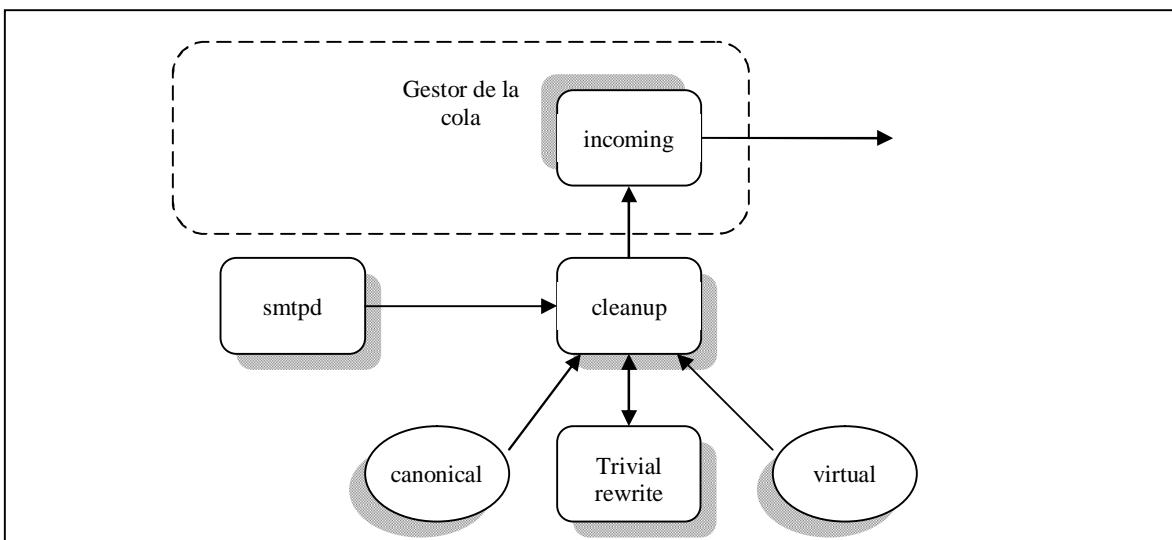 Gestor de la
cola
incoming
smtpd
cleanup
canonical
Trivial
rewrite
virtual